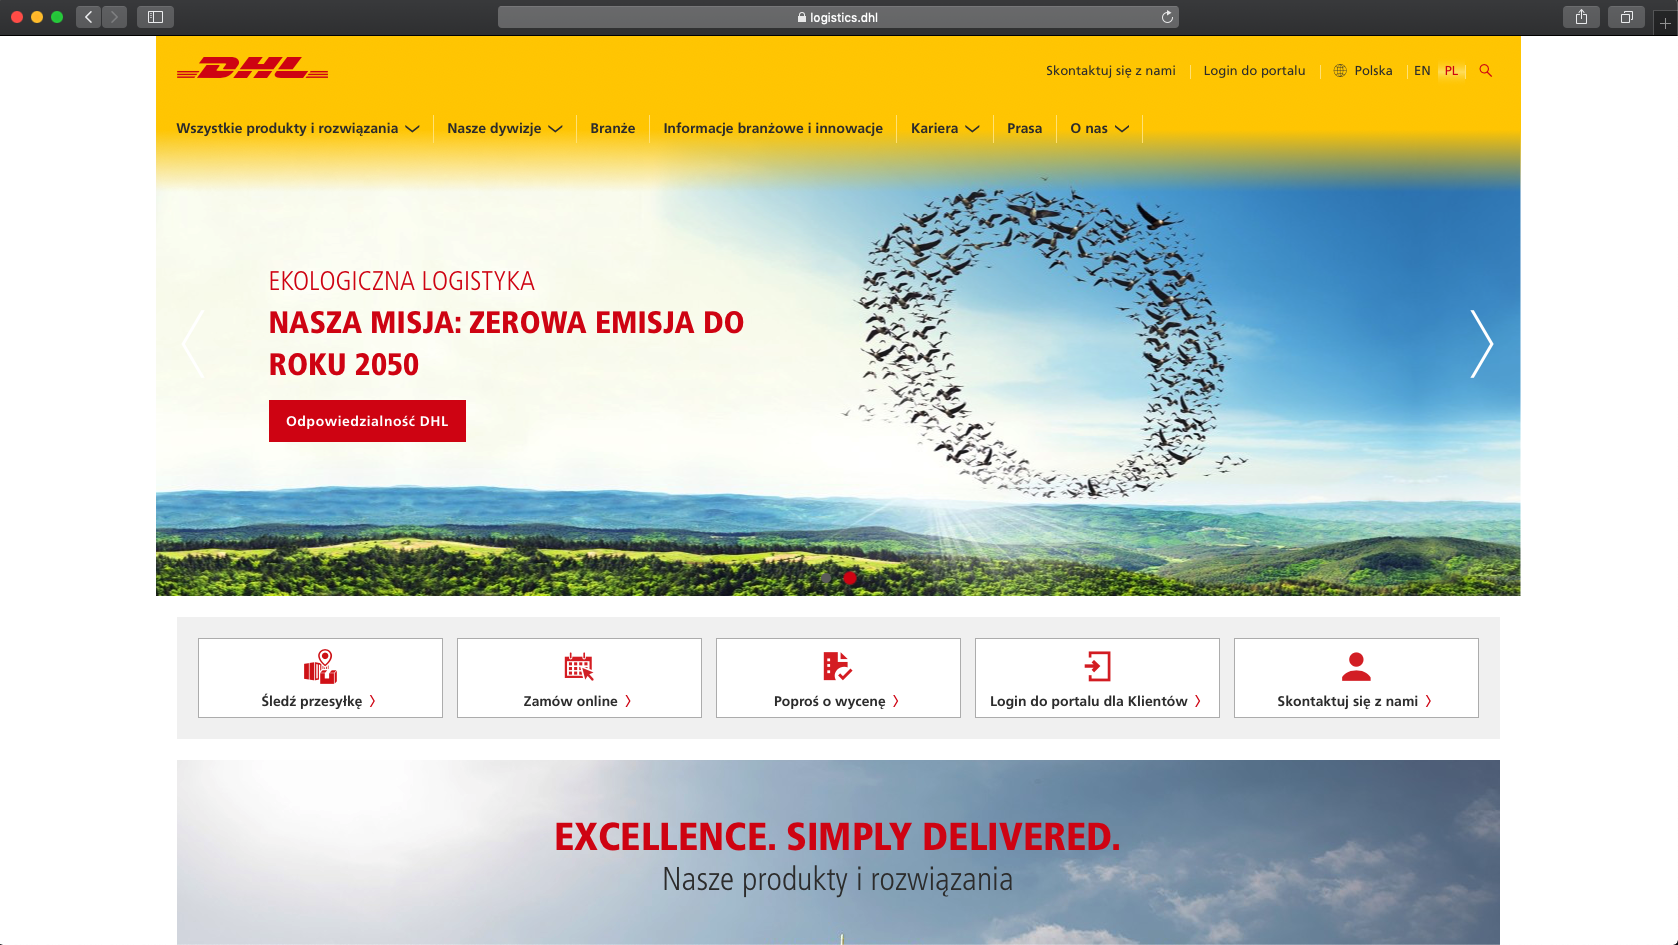 logistics.dhl
DHL
Skontaktuj się z nami
Login do portalu
Polska
EN
PL
Wszystkie produkty i rozwiązania
Nasze dywizje
Branże
Informacje branżowe i innowacje
Kariera
Prasa
O nas
EKOLOGICZNA LOGISTYKA
NASZA MISJA: ZEROWA EMISJA DO
ROKU 2050
Odpowiedzialność DHL
Śledź przesyłkę
Zamów online
Poproś o wycenę
Login do portalu dla Klientów
Skontaktuj się z nami
EXCELLENCE. SIMPLY DELIVERED.
Nasze produkty i rozwiązania